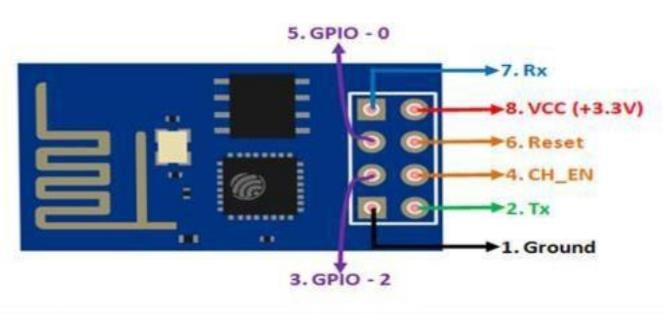 5. GPIO - 0
7. Rx
8. VCC (+3.3V)
6. Reset
4. CH_EN
2. Tx
1. Ground
3. GPIO - 2